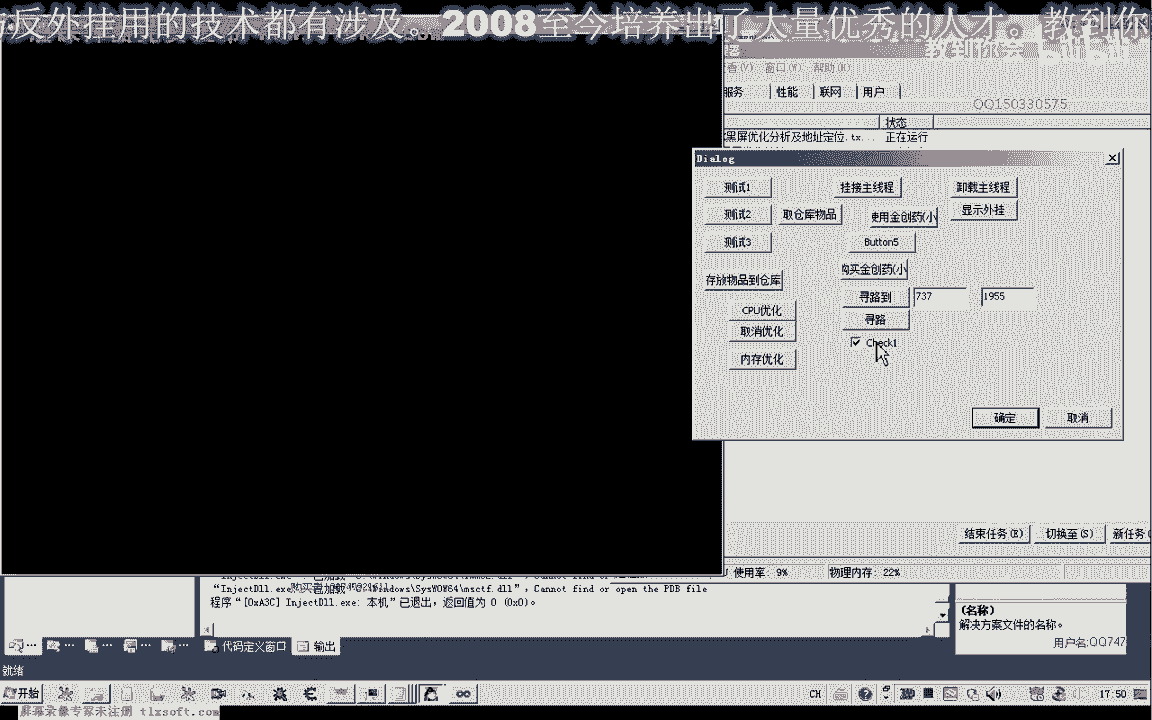 反外挂用的技术都有涉及。2008至今培养出了大量优秀的人才。教到你
教到你会 bilibili
查看(V) 窗口(W) 帮助(H)
服务 性能 联网 用户
QQ150330575
状态
黑屏优化分析及地址定位.tx... 正在运行
Dialog
测试1 挂接主线程 卸载主线程
测试2 取仓库物品 使用金创药(小 显示外挂
测试3 Button5
购买金创药(小
存放物品到仓库
寻路到 737 1955
CPU优化
寻路
取消优化
Check1
内存优化
确定 取消
结束任务(E) 切换至(S) 新任务(
使用率: 9% 物理内存: 22%
“InjectDll.exe”: 已加载“C:\Windows\SysWOW64\msctf.dll”, Cannot find or open the PDB file
程序“[0xA3C] InjectDll.exe: 本机”已退出,返回值为 0 (0x0)。
(名称)
解决方案文件的名称。
用户名:QQ747
代码定义窗口 输出
就绪
开始 CH 17:50
屏幕录像专家未注册 tlxsoft.com